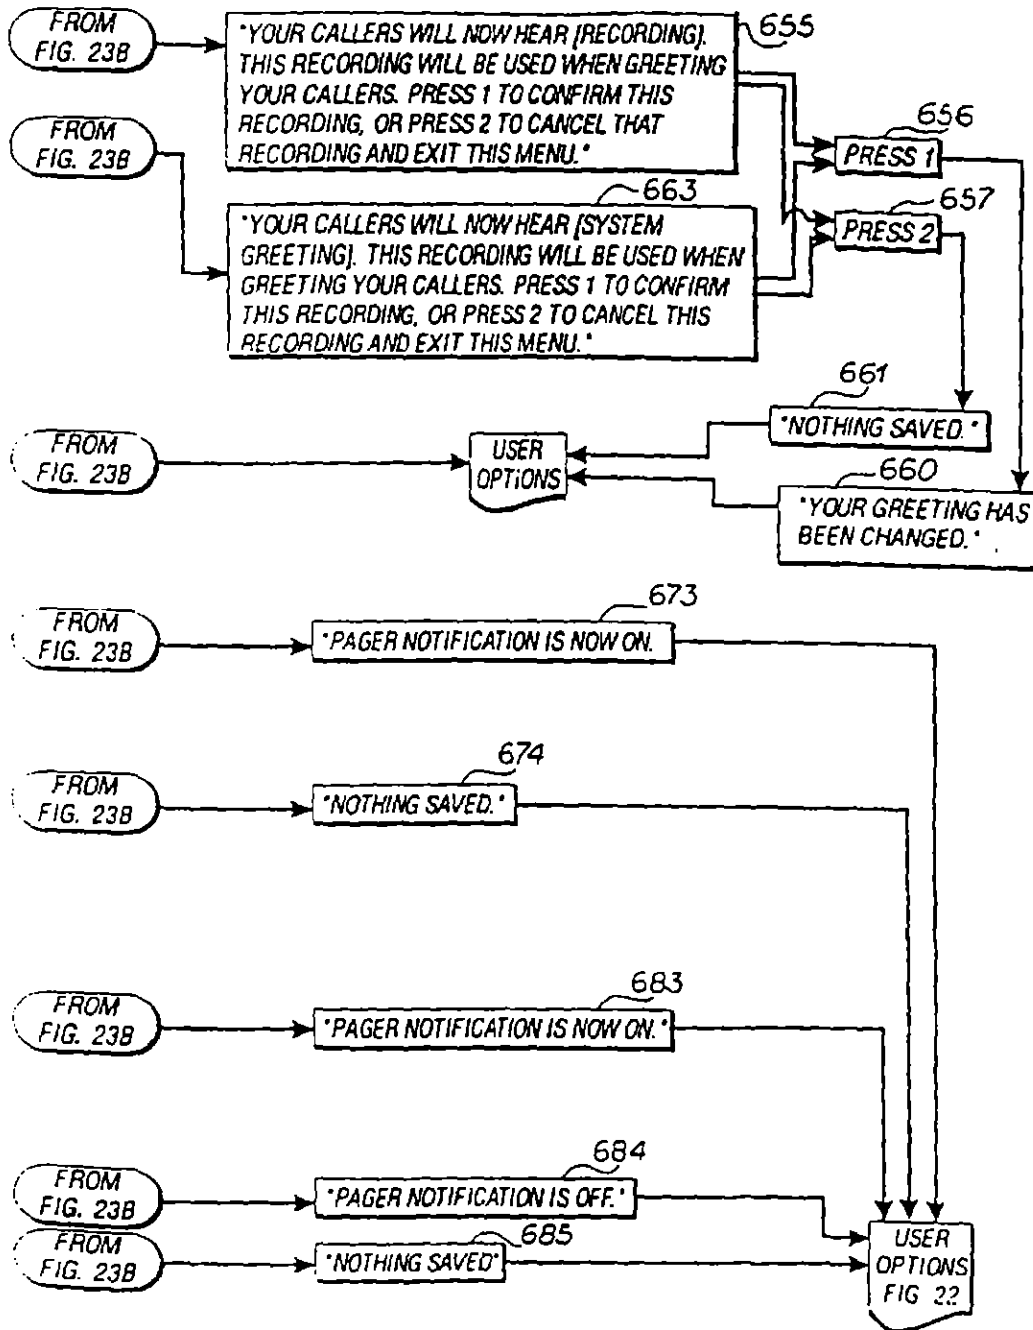 FROM
FIG. 23B
"YOUR CALLERS WILL NOW HEAR [RECORDING].
THIS RECORDING WILL BE USED WHEN GREETING
YOUR CALLERS. PRESS 1 TO CONFIRM THIS
RECORDING, OR PRESS 2 TO CANCEL THAT
RECORDING AND EXIT THIS MENU."
655
FROM
FIG. 23B
656
PRESS 1
663
"YOUR CALLERS WILL NOW HEAR [SYSTEM
GREETING]. THIS RECORDING WILL BE USED WHEN
GREETING YOUR CALLERS. PRESS 1 TO CONFIRM
THIS RECORDING, OR PRESS 2 TO CANCEL THIS
RECORDING AND EXIT THIS MENU."
657
PRESS 2
661
"NOTHING SAVED."
FROM
FIG. 23B
USER
OPTIONS
660
"YOUR GREETING HAS
BEEN CHANGED."
FROM
FIG. 23B
673
"PAGER NOTIFICATION IS NOW ON.
FROM
FIG. 23B
674
"NOTHING SAVED."
FROM
FIG. 23B
683
"PAGER NOTIFICATION IS NOW ON."
FROM
FIG. 23B
684
"PAGER NOTIFICATION IS OFF."
FROM
FIG. 23B
685
"NOTHING SAVED"
USER
OPTIONS
FIG 22